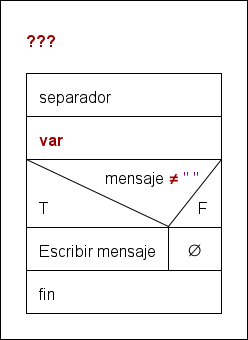 ???
separador
var
mensaje ≠ " "
T F
Escribir mensaje ∅
fin